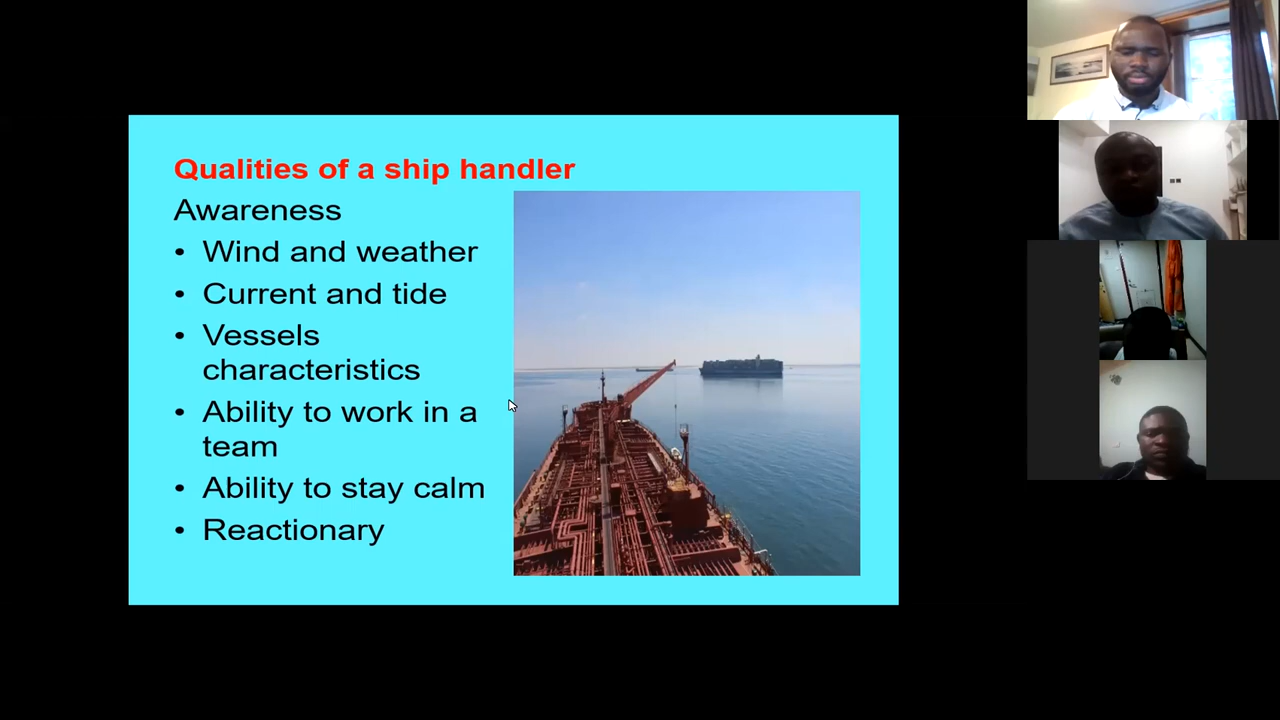 Qualities of a ship handler
Awareness
• Wind and weather
• Current and tide
• Vessels
characteristics
• Ability to work in a
team
• Ability to stay calm
• Reactionary